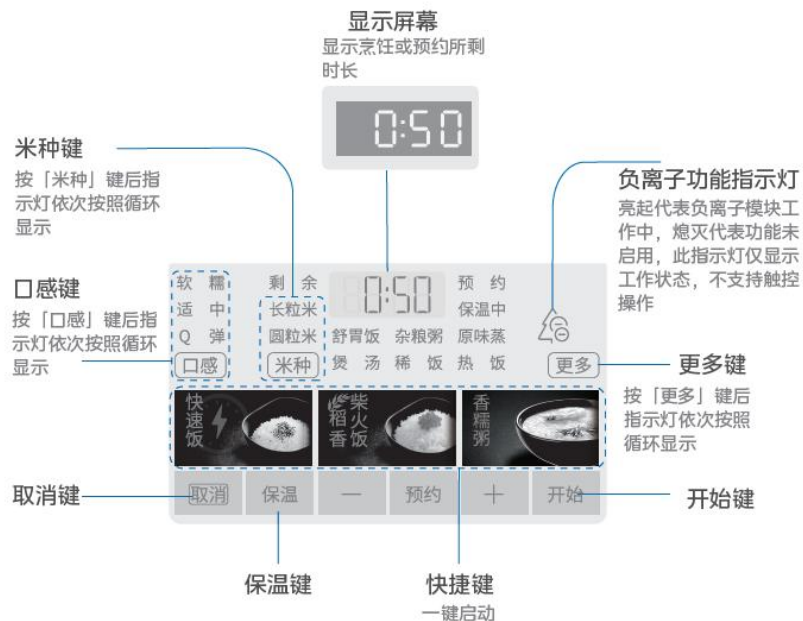 显示屏幕
显示烹饪或预约所剩
时长
0:50
米种键
按「米种」键后指
示灯依次按照循环
显示
负离子功能指示灯
亮起代表负离子模块工
作中，熄灭代表功能未
启用，此指示灯仅显示
工作状态，不支持触控
操作
口感键
按「口感」键后指
示灯依次按照循环
显示
软 糯
适 中
Q 弹
口感
剩 余
长粒米
圆粒米
米种
0:50
预 约
保温中
舒胃饭 杂粮粥 原味蒸
煲 汤 稀 饭 热 饭
更多
更多键
按「更多」键后
指示灯依次按照
循环显示
快速饭
稻香
柴火饭
香糯粥
取消键
取消 保温 — 预约 + 开始
开始键
保温键
快捷键
一键启动